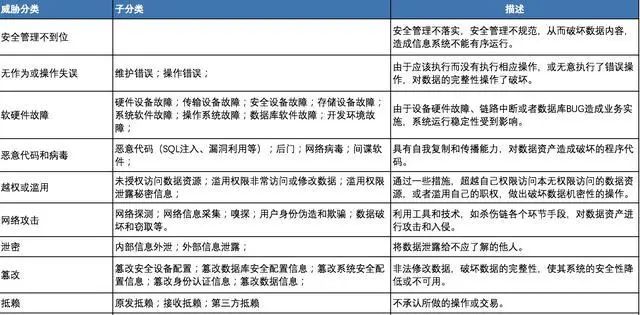 威胁分类 子分类 描述
安全管理不到位
安全管理不落实，安全管理不规范，从而破坏数据内容，
造成信息系统不能有序运行。
无作为或操作失误
维护错误；操作错误；
由于应该执行而没有执行相应操作，或无意执行了错误
操作，对数据的完整性操作了破坏。
软硬件故障
硬件设备故障；传输设备故障；安全设备故障；存储设备故障；
系统软件故障；操作系统故障；数据库软件故障；开发环境故
障；
由于设备硬件故障、链路中断或者数据BUG造成业务实
施，系统运行稳定性受到影响。
恶意代码和病毒
恶意代码（SQL注入、漏洞利用等）；后门；网络病毒；间谍软
件；
具有自我复制和传播能力，对数据资产造成破坏的程序代
码。
越权或滥用
未授权访问数据资源；滥用权限非常访问或修改数据；滥用权限
泄露秘密信息；
通过一些措施，超越自己权限访问本无权限访问的数据资
源，或者滥用自己的职权，做出破坏数据机密性的操作。
网络攻击
网络探测；网络信息采集；嗅探；用户身份伪造和欺骗；数据破
坏和窃取等。
利用工具和技术，如杀伤链各个环节手段，对数据资产进
行攻击和入侵。
泄密
内部信息外泄；外部信息泄露；
将数据泄露给不应了解的他人。
篡改
篡改安全设备配置；篡改数据库安全配置信息；篡改系统安全配
置信息；篡改身份认证信息；篡改数据信息；
非法修改数据，破坏数据的完整性，使其系统的安全性降
低或不可用。
抵赖
原发抵赖；接收抵赖；第三方抵赖
不承认所做的操作或交易。